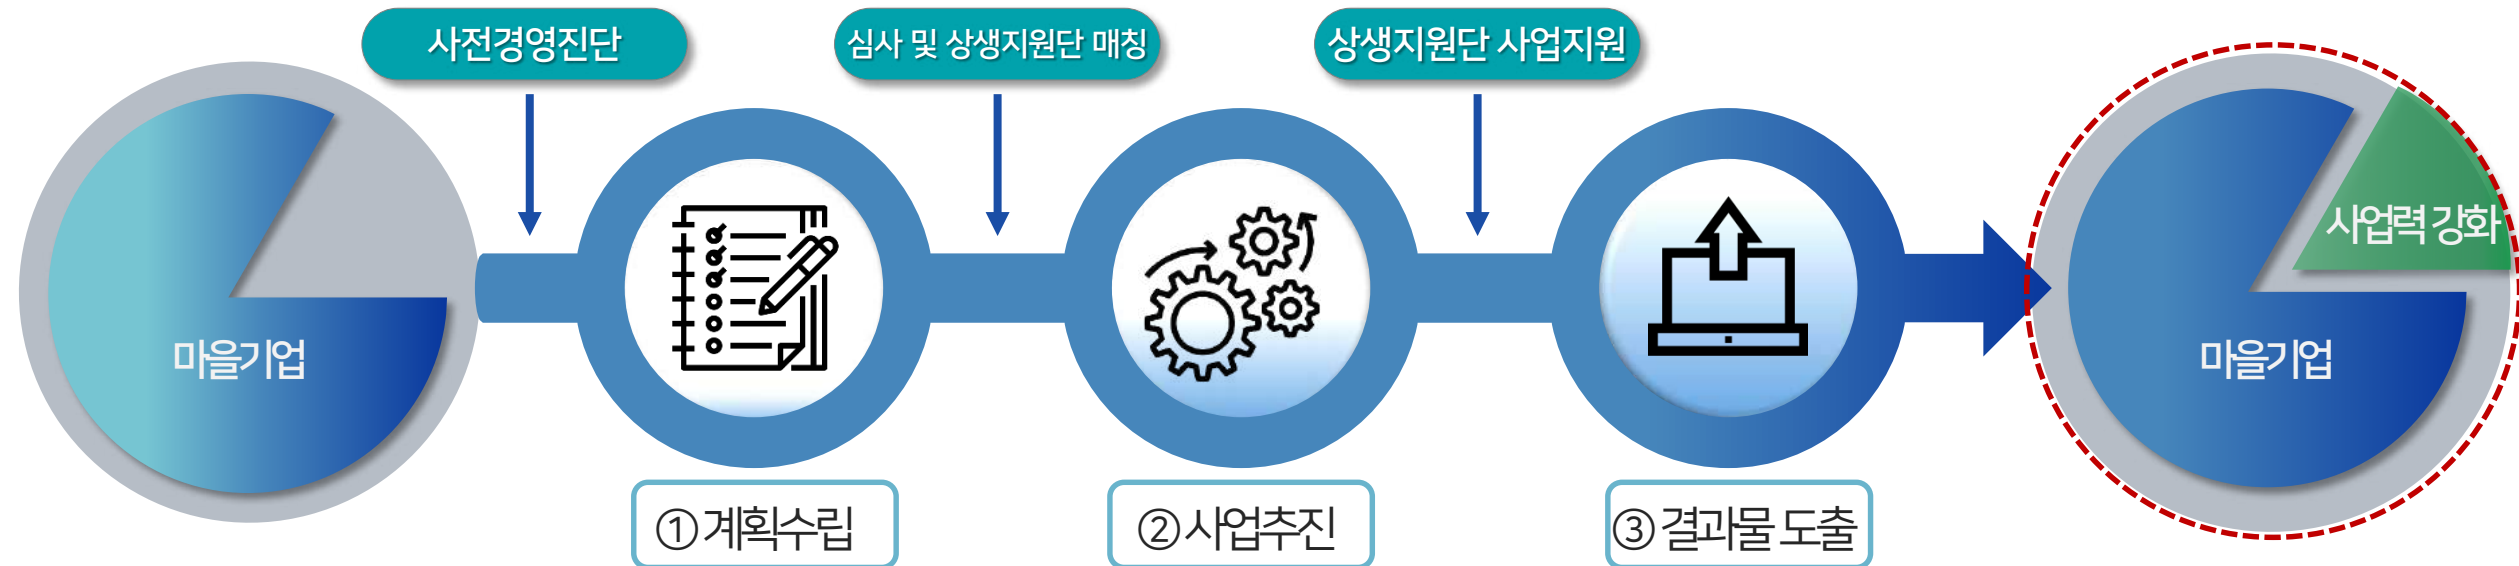 사전경영진단
심사 및 상생지원단 매칭
상생지원단 사업지원
마을기업
사업력 강화
마을기업
① 계획수립
② 사업추진
③ 결과물 도출